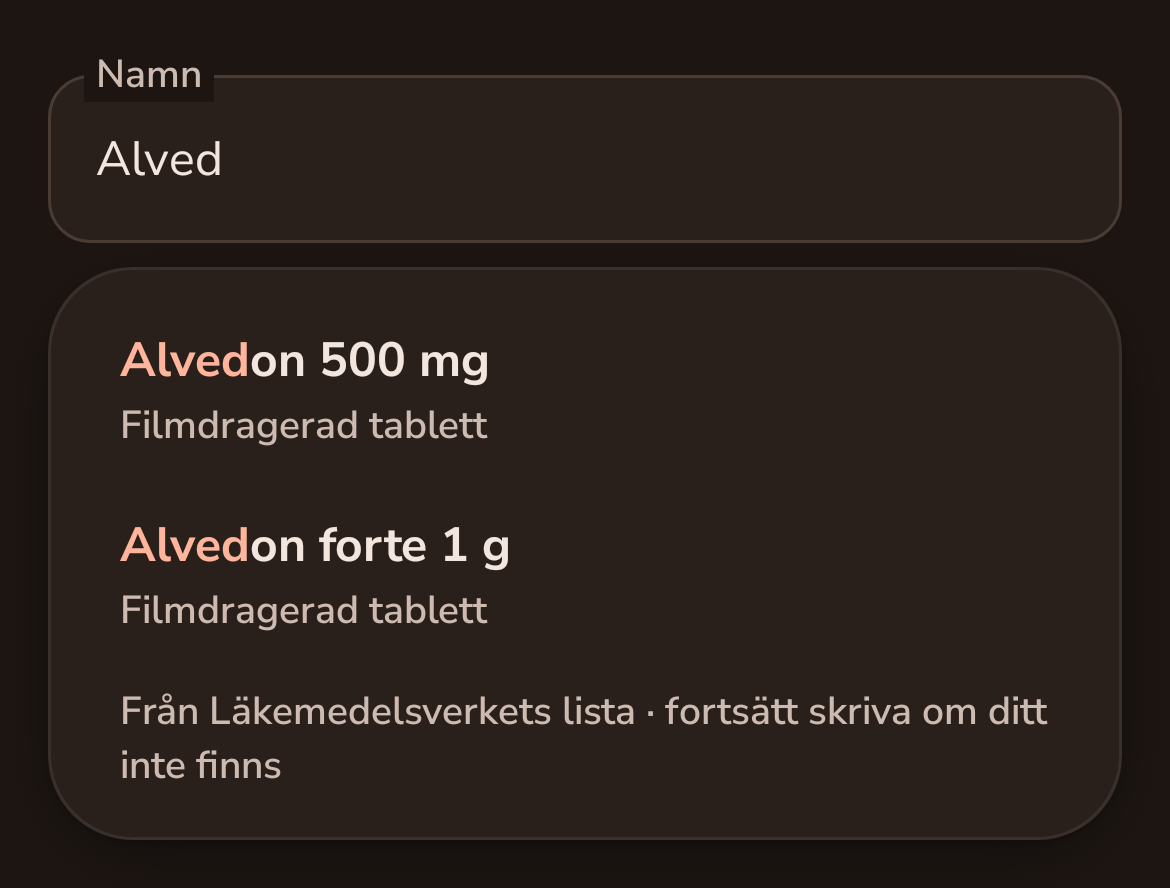 Namn
Alved
Alvedon 500 mg
Filmdragerad tablett
Alvedon forte 1 g
Filmdragerad tablett
Från Läkemedelsverkets lista · fortsätt skriva om ditt
inte finns